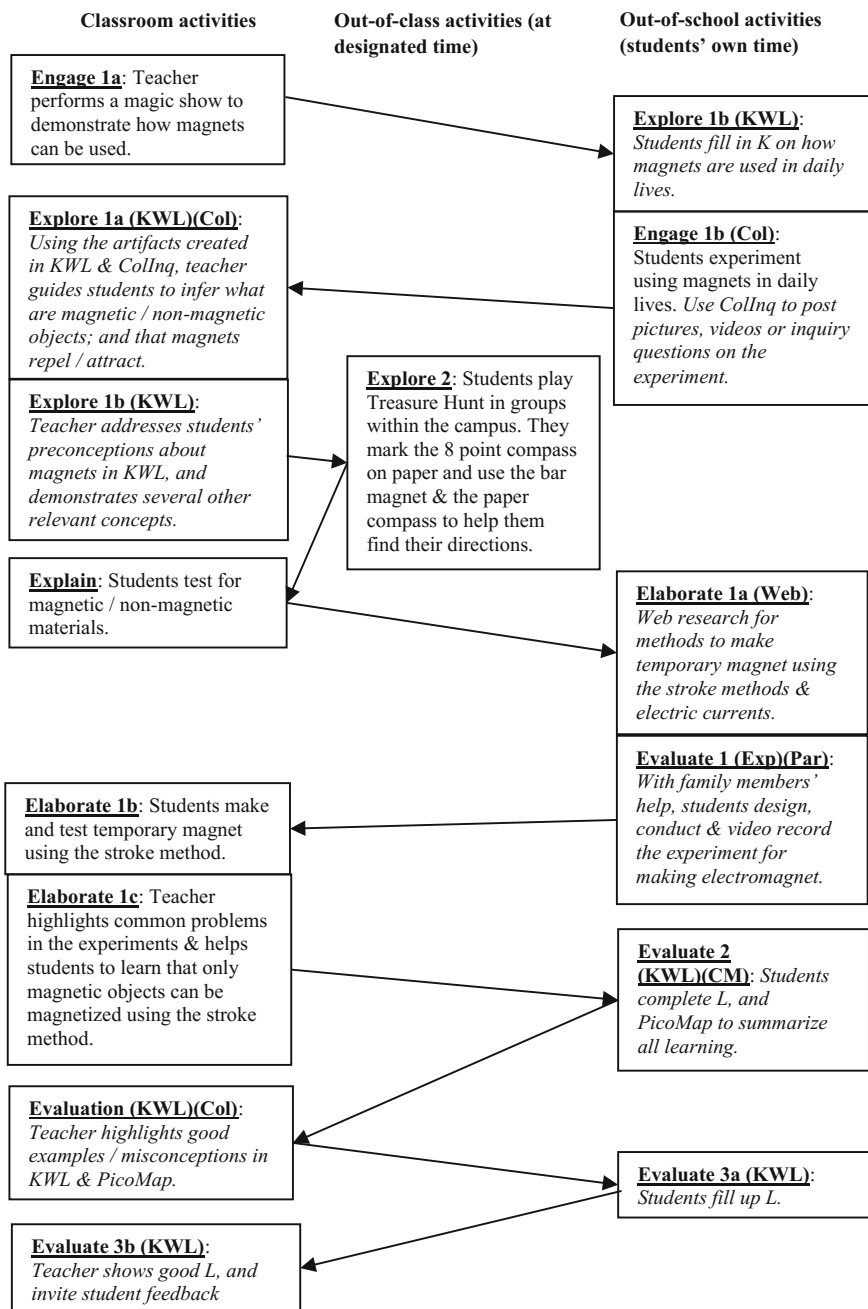 Classroom activities
Out-of-class activities (at
designated time)
Out-of-school activities
(students’ own time)
Engage 1a: Teacher
performs a magic show to
demonstrate how magnets
can be used.
Explore 1b (KWL):
Students fill in K on how
magnets are used in daily
lives.
Explore 1a (KWL)(Col):
Using the artifacts created
in KWL & ColInq, teacher
guides students to infer what
are magnetic / non-magnetic
objects; and that magnets
repel / attract.
Engage 1b (Col):
Students experiment
using magnets in daily
lives. Use ColInq to post
pictures, videos or inquiry
questions on the
experiment.
Explore 1b (KWL):
Teacher addresses students’
preconceptions about
magnets in KWL, and
demonstrates several other
relevant concepts.
Explore 2: Students play
Treasure Hunt in groups
within the campus. They
mark the 8 point compass
on paper and use the bar
magnet & the paper
compass to help them
find their directions.
Explain: Students test for
magnetic / non-magnetic
materials.
Elaborate 1a (Web):
Web research for
methods to make
temporary magnet using
the stroke methods &
electric currents.
Evaluate 1 (Exp)(Par):
With family members’
help, students design,
conduct & video record
the experiment for
making electromagnet.
Elaborate 1b: Students make
and test temporary magnet
using the stroke method.
Elaborate 1c: Teacher
highlights common problems
in the experiments & helps
students to learn that only
magnetic objects can be
magnetized using the stroke
method.
Evaluate 2
(KWL)(CM): Students
complete L, and
PicoMap to summarize
all learning.
Evaluation (KWL)(Col):
Teacher highlights good
examples / misconceptions in
KWL & PicoMap.
Evaluate 3a (KWL):
Students fill up L.
Evaluate 3b (KWL):
Teacher shows good L, and
invite student feedback